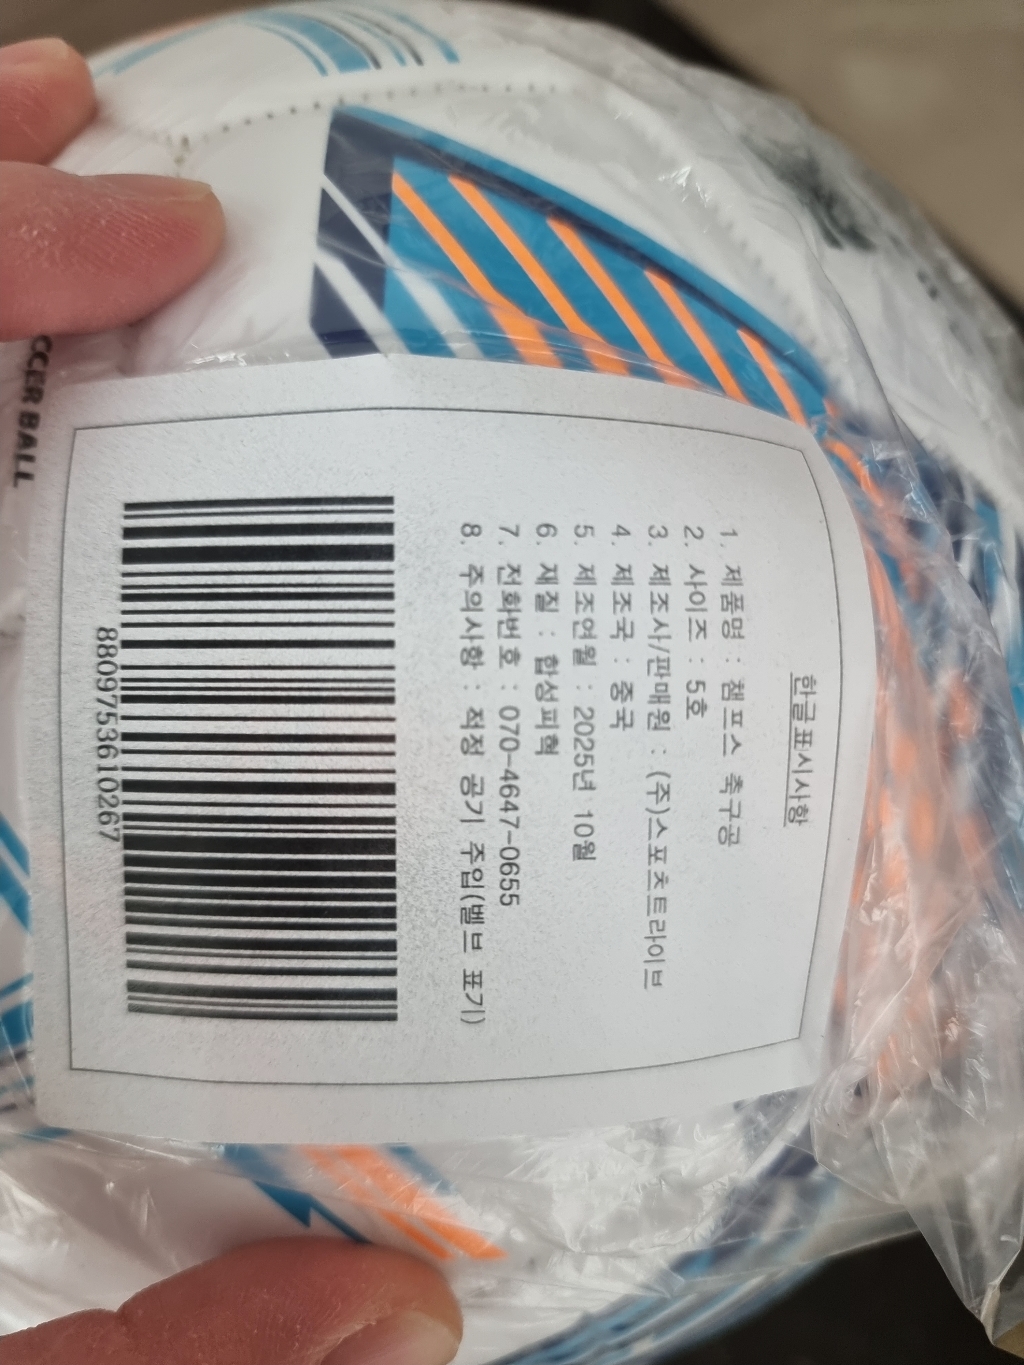 한글표시사항
1. 제품명 : 챔프스 축구공
2. 사이즈 : 5호
3. 제조사/판매원 : (주)스포츠트라이브
4. 제조국 : 중국
5. 제조연월 : 2025년 10월
6. 재질 : 합성피혁
7. 전화번호 : 070-4647-0655
8. 주의사항 : 적정 공기 주입(밸브 표기)
8809753610267
CCER BALL